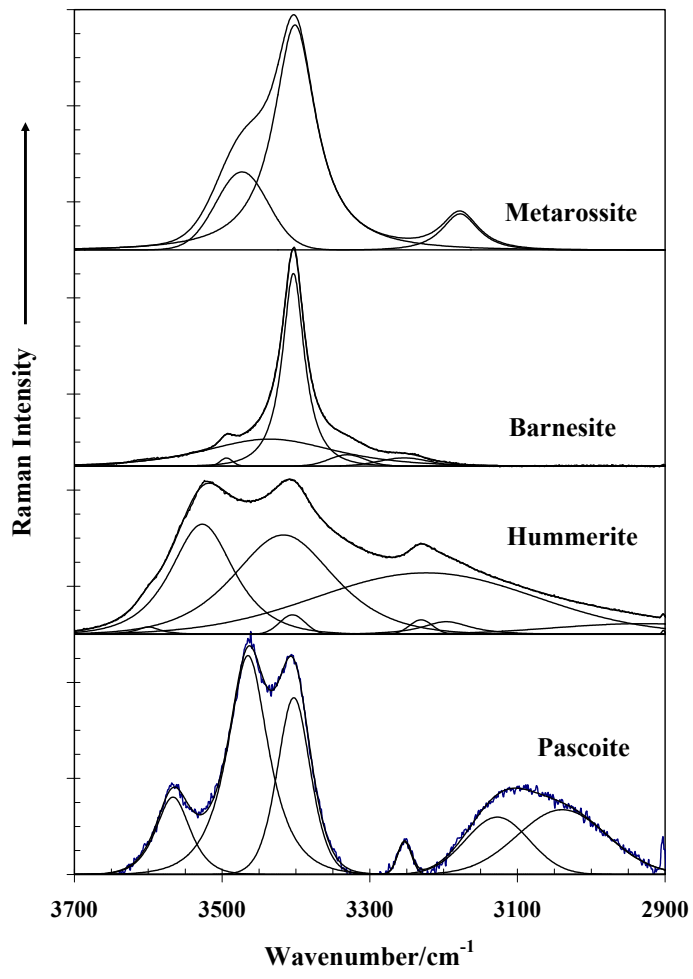 Metarossite
Barnesite
Hummerite
Pascoite
Raman Intensity
3700 3500 3300 3100 2900
Wavenumber/cm-1